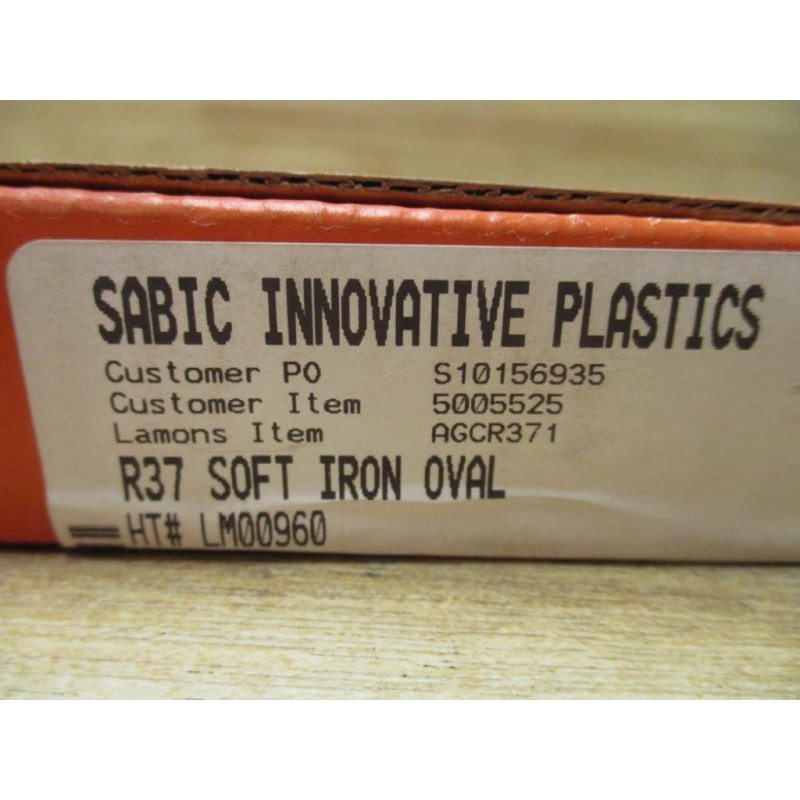 SABIC INNOVATIVE PLASTICS
Customer PO S10156935
Customer Item 5005525
Lamons Item AGCR371
R37 SOFT IRON OVAL
HT# LM00960